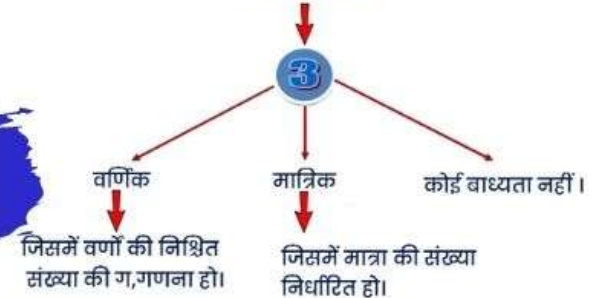 3
वर्णिक
मात्रिक
कोई बाध्यता नहीं ।
जिसमें वर्णों की निश्चित
संख्या की ग,गणना हो।
जिसमें मात्रा की संख्या
निर्धारित हो।